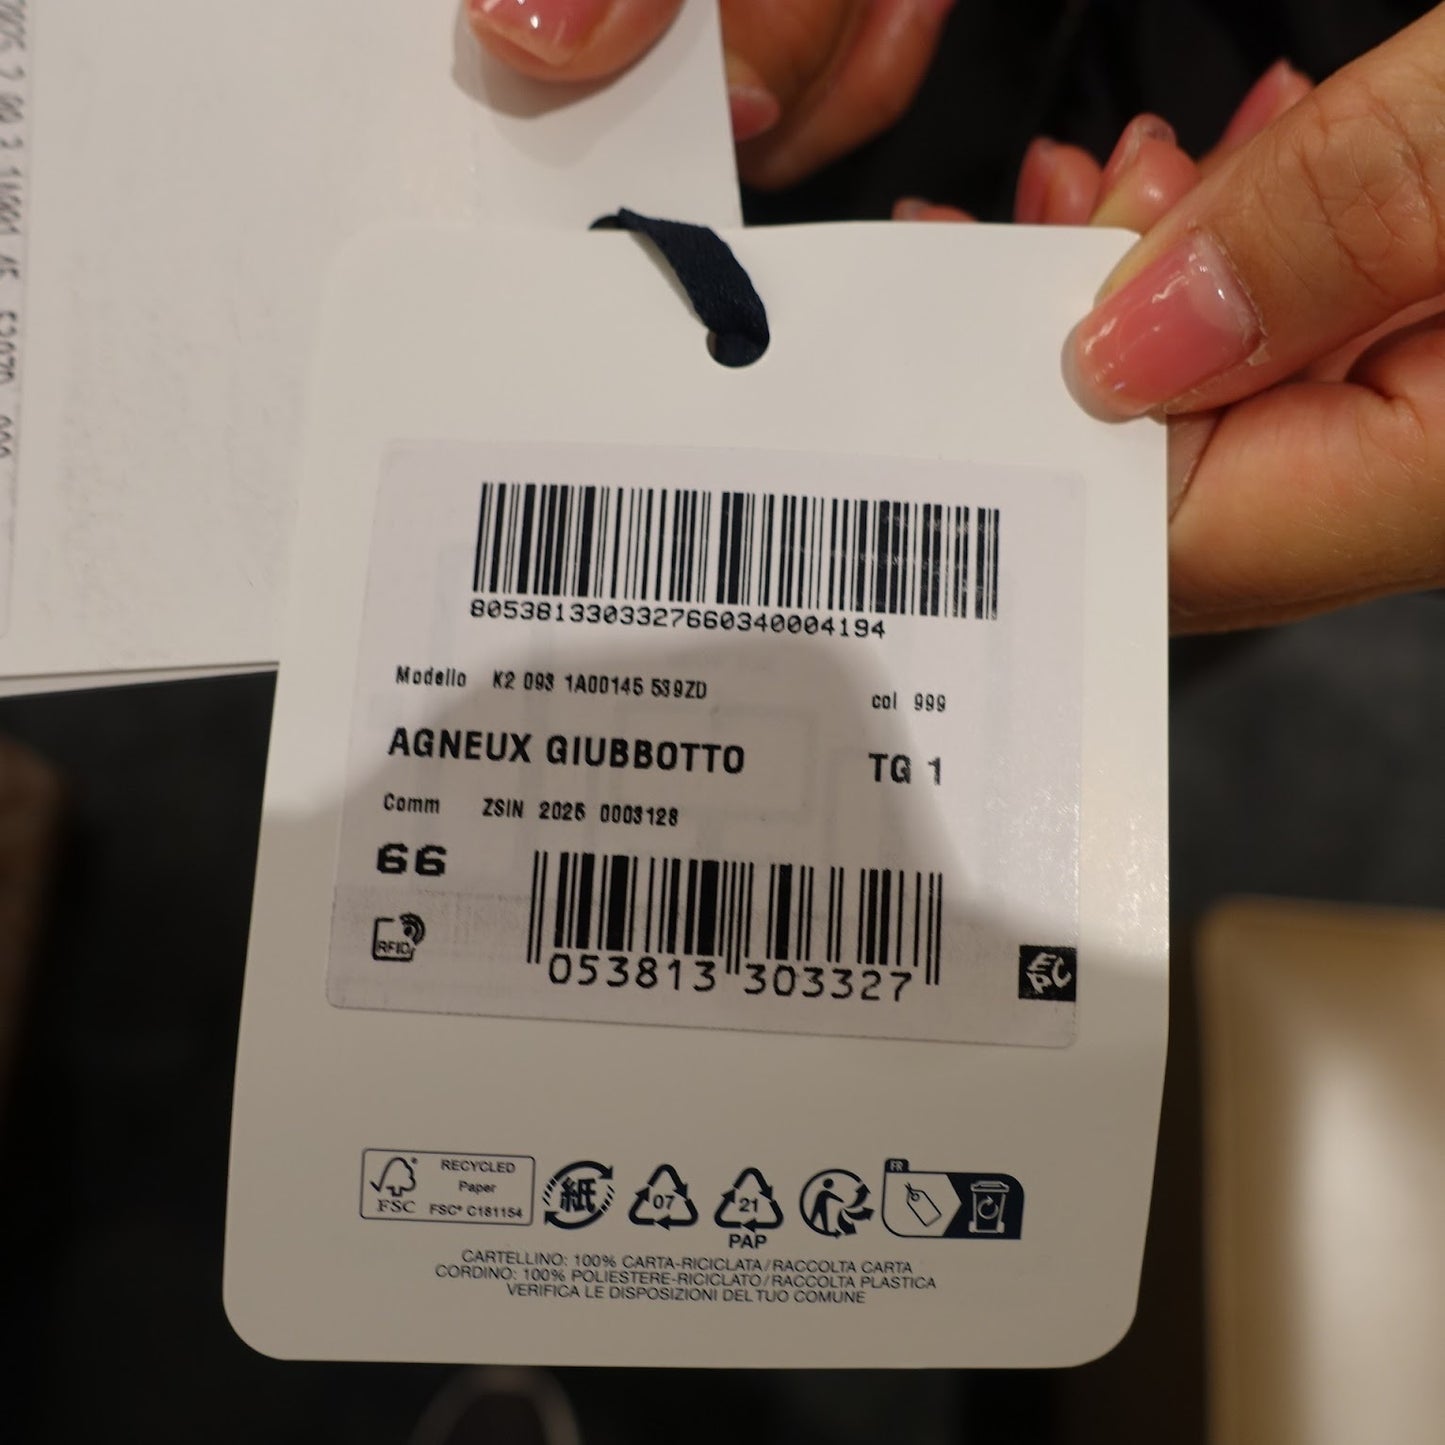 8053813303327660340004194
Modello K2 093 1A00145 539ZD col 999
AGNEUX GIUBBOTTO TG 1
Comm ZSIN 2025 0003128
66
RFID
053813 303327
RECYCLED
Paper
FSC FSC® C181154
紙
07
21
PAP
FR
CARTELLINO: 100% CARTA-RICICLATA/RACCOLTA CARTA
CORDINO: 100% POLIESTERE-RICICLATO/RACCOLTA PLASTICA
VERIFICA LE DISPOSIZIONI DEL TUO COMUNE